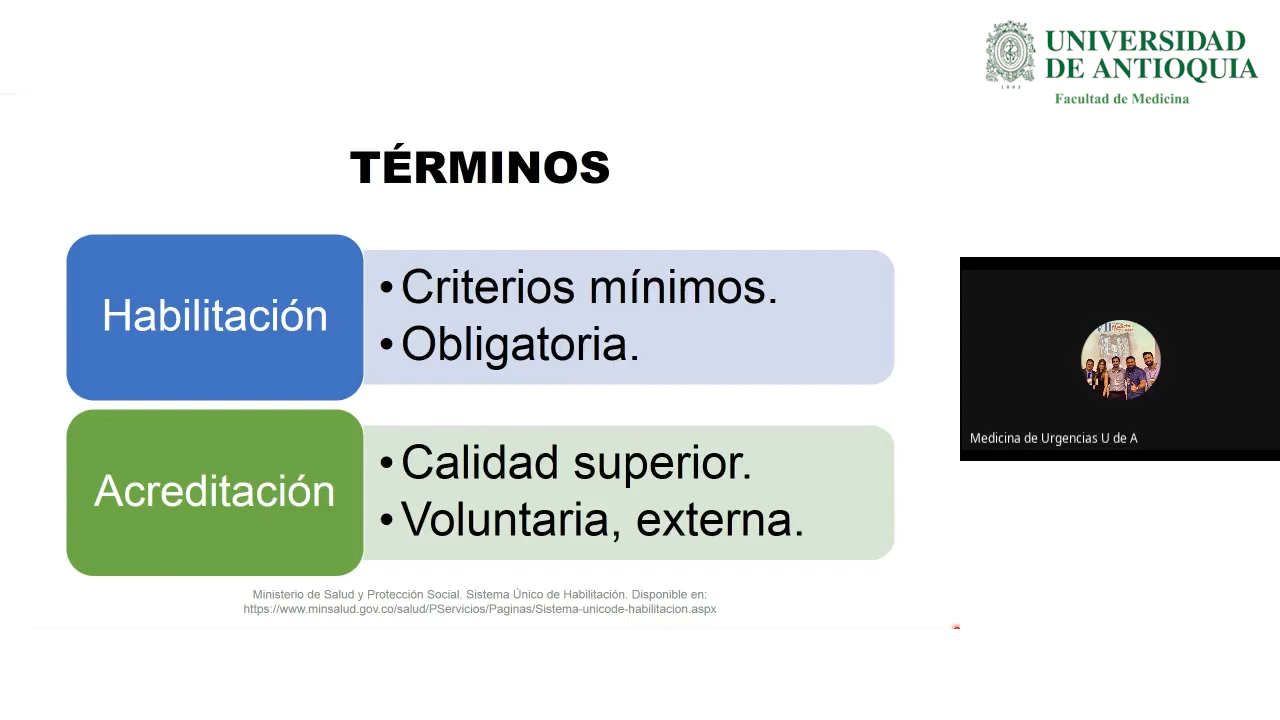 UNIVERSIDAD
DE ANTIOQUIA
1803
Facultad de Medicina
TÉRMINOS
Habilitación
•Criterios mínimos.
•Obligatoria.
Acreditación
•Calidad superior.
•Voluntaria, externa.
Ministerio de Salud y Protección Social. Sistema Único de Habilitación. Disponible en:
https://www.minsalud.gov.co/salud/PServicios/Paginas/Sistema-unicode-habilitacion.aspx
Medicina de Urgencias U de A